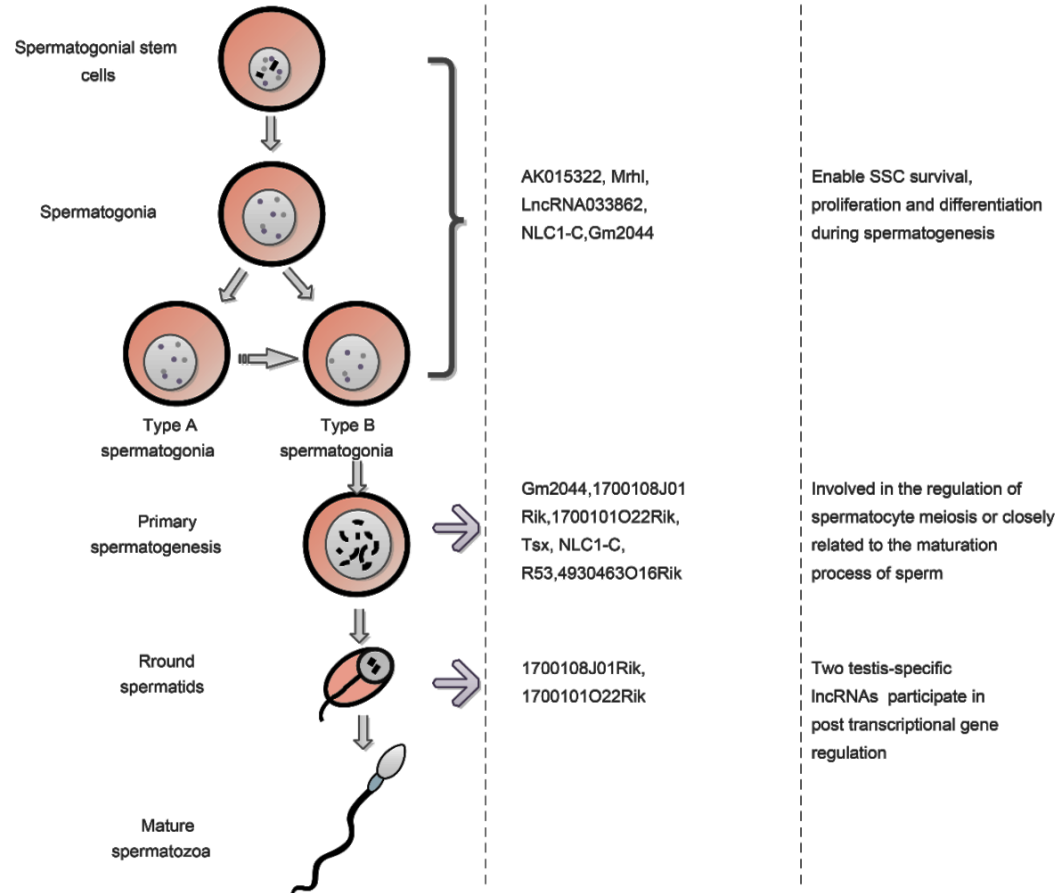 Spermatogonial stem
cells
Spermatogonia
AK015322, Mrhl,
LncRNA033862,
NLC1-C,Gm2044
Enable SSC survival,
proliferation and differentiation
during spermatogenesis
Type A
spermatogonia
Type B
spermatogonia
Primary
spermatogenesis
Gm2044,1700108J01
Rik,1700101O22Rik,
Tsx, NLC1-C,
R53,4930463O16Rik
Involved in the regulation of
spermatocyte meiosis or closely
related to the maturation
process of sperm
Rround
spermatids
1700108J01Rik,
1700101O22Rik
Two testis-specific
lncRNAs participate in
post transcriptional gene
regulation
Mature
spermatozoa